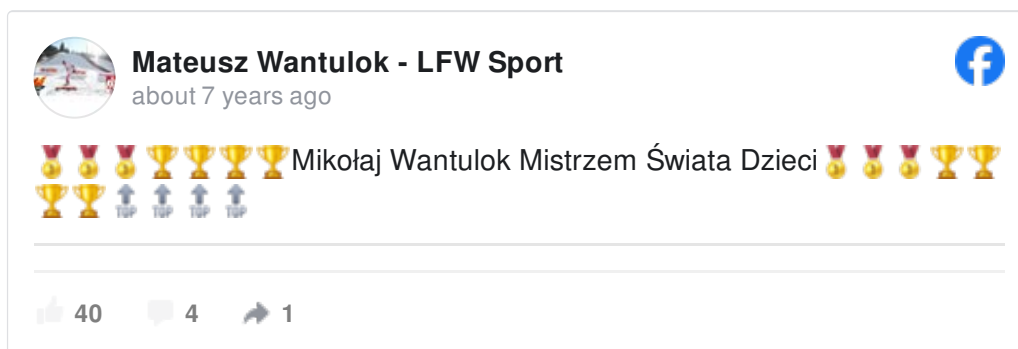 Mateusz Wantulok - LFW Sport
about 7 years ago
🏅🏅🏅🏆🏆🏆🏆Mikołaj Wantulok Mistrzem Świata Dzieci🏅🏅🏅🏆🏆
🏆🏆🔝🔝🔝🔝
40 4 1